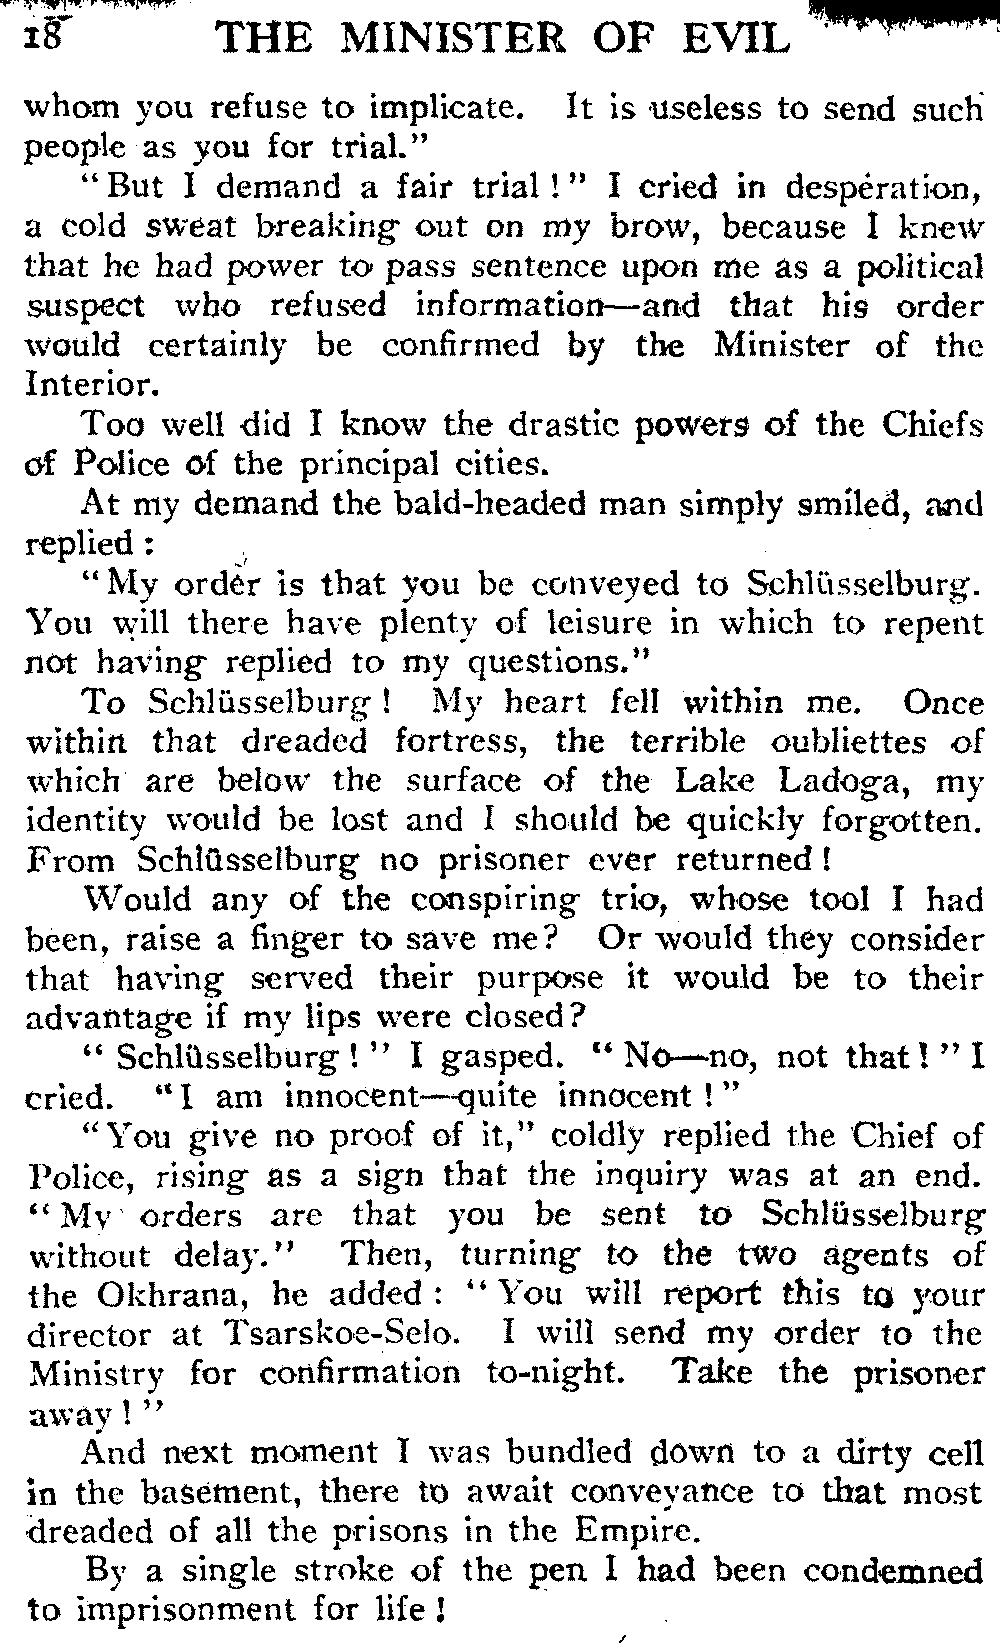 18 THE MINISTER OF EVIL
whom you refuse to implicate. It is useless to send such
people as you for trial."
"But I demand a fair trial!" I cried in desperation,
a cold sweat breaking out on my brow, because I knew
that he had power to pass sentence upon me as a political
suspect who refused information—and that his order
would certainly be confirmed by the Minister of the
Interior.
Too well did I know the drastic powers of the Chiefs
of Police of the principal cities.
At my demand the bald-headed man simply smiled, and
replied:
"My order is that you be conveyed to Schlüsselburg.
You will there have plenty of leisure in which to repent
not having replied to my questions."
To Schlüsselburg! My heart fell within me. Once
within that dreaded fortress, the terrible oubliettes of
which are below the surface of the Lake Ladoga, my
identity would be lost and I should be quickly forgotten.
From Schlüsselburg no prisoner ever returned!
Would any of the conspiring trio, whose tool I had
been, raise a finger to save me? Or would they consider
that having served their purpose it would be to their
advantage if my lips were closed?
"Schlüsselburg!" I gasped. "No—no, not that!" I
cried. "I am innocent—quite innocent!"
"You give no proof of it," coldly replied the Chief of
Police, rising as a sign that the inquiry was at an end.
"My orders are that you be sent to Schlüsselburg
without delay." Then, turning to the two agents of
the Okhrana, he added: "You will report this to your
director at Tsarskoe-Selo. I will send my order to the
Ministry for confirmation to-night. Take the prisoner
away!"
And next moment I was bundled down to a dirty cell
in the basement, there to await conveyance to that most
dreaded of all the prisons in the Empire.
By a single stroke of the pen I had been condemned
to imprisonment for life!